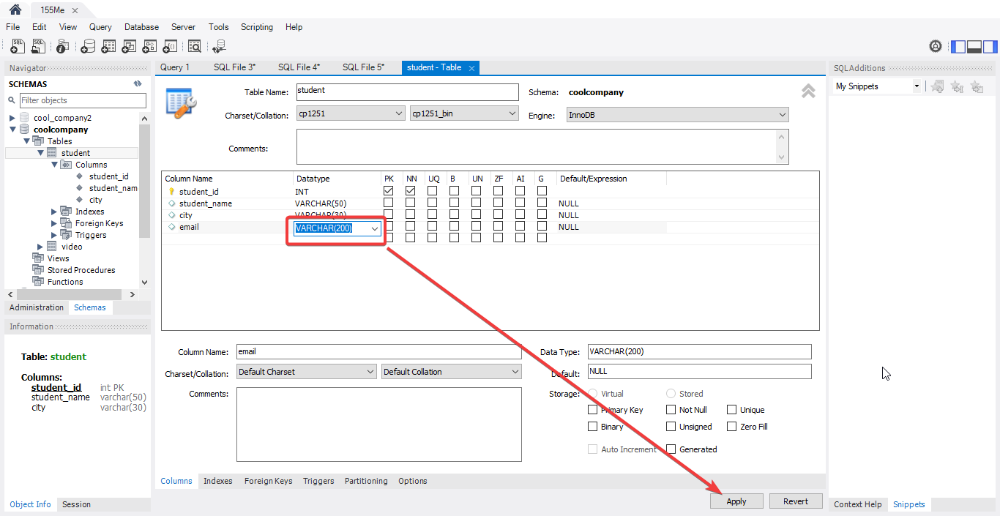 155Me
File Edit View Query Database Server Tools Scripting Help
Navigator
SCHEMAS
Filter objects
cool_company2
coolcompany
Tables
student
Columns
student_id
student_nam
city
Indexes
Foreign Keys
Triggers
video
Views
Stored Procedures
Functions
Administration Schemas
Information
Table: student
Columns:
student_id int PK
student_name varchar(50)
city varchar(30)
Object Info Session
Query 1 SQL File 3* SQL File 4* SQL File 5* student - Table
Table Name: student Schema: coolcompany
Charset/Collation: cp1251 cp1251_bin Engine: InnoDB
Comments:
Column Name Datatype PK NN UQ B UN ZF AI G Default/Expression
student_id INT
student_name VARCHAR(50) NULL
city VARCHAR(30) NULL
email VARCHAR(200) NULL
Column Name: email Data Type: VARCHAR(200)
Charset/Collation: Default Charset Default Collation Default: NULL
Comments: Storage: Virtual Stored
Primary Key Not Null Unique
Binary Unsigned Zero Fill
Auto Increment Generated
Columns Indexes Foreign Keys Triggers Partitioning Options
Apply Revert
SQLAdditions
My Snippets
Context Help Snippets